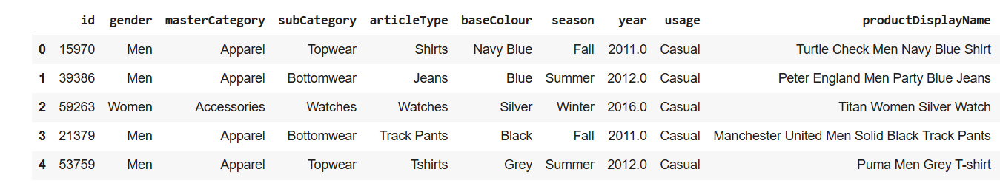 id gender masterCategory subCategory articleType baseColour season year usage productDisplayName
0 15970 Men Apparel Topwear Shirts Navy Blue Fall 2011.0 Casual Turtle Check Men Navy Blue Shirt
1 39386 Men Apparel Bottomwear Jeans Blue Summer 2012.0 Casual Peter England Men Party Blue Jeans
2 59263 Women Accessories Watches Watches Silver Winter 2016.0 Casual Titan Women Silver Watch
3 21379 Men Apparel Bottomwear Track Pants Black Fall 2011.0 Casual Manchester United Men Solid Black Track Pants
4 53759 Men Apparel Topwear Tshirts Grey Summer 2012.0 Casual Puma Men Grey T-shirt